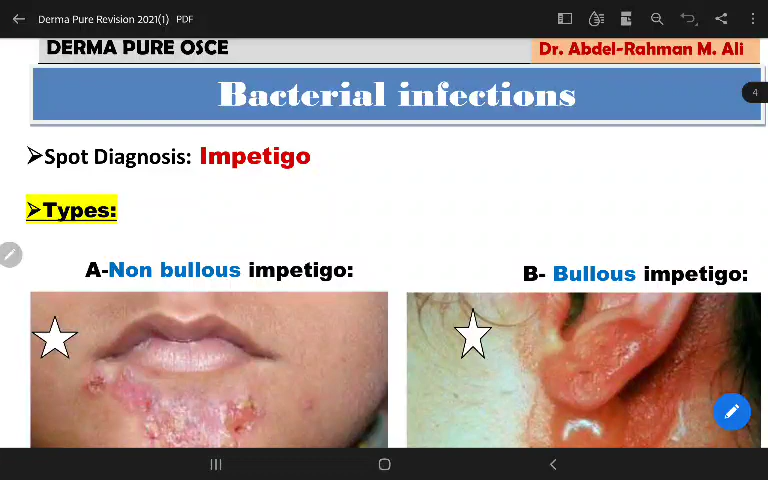 Derma Pure Revision 2021(1) PDF
DERMA PURE OSCE
Dr. Abdel-Rahman M. Ali
Bacterial infections
4
➢Spot Diagnosis: Impetigo
➢Types:
A-Non bullous impetigo:
B- Bullous impetigo: